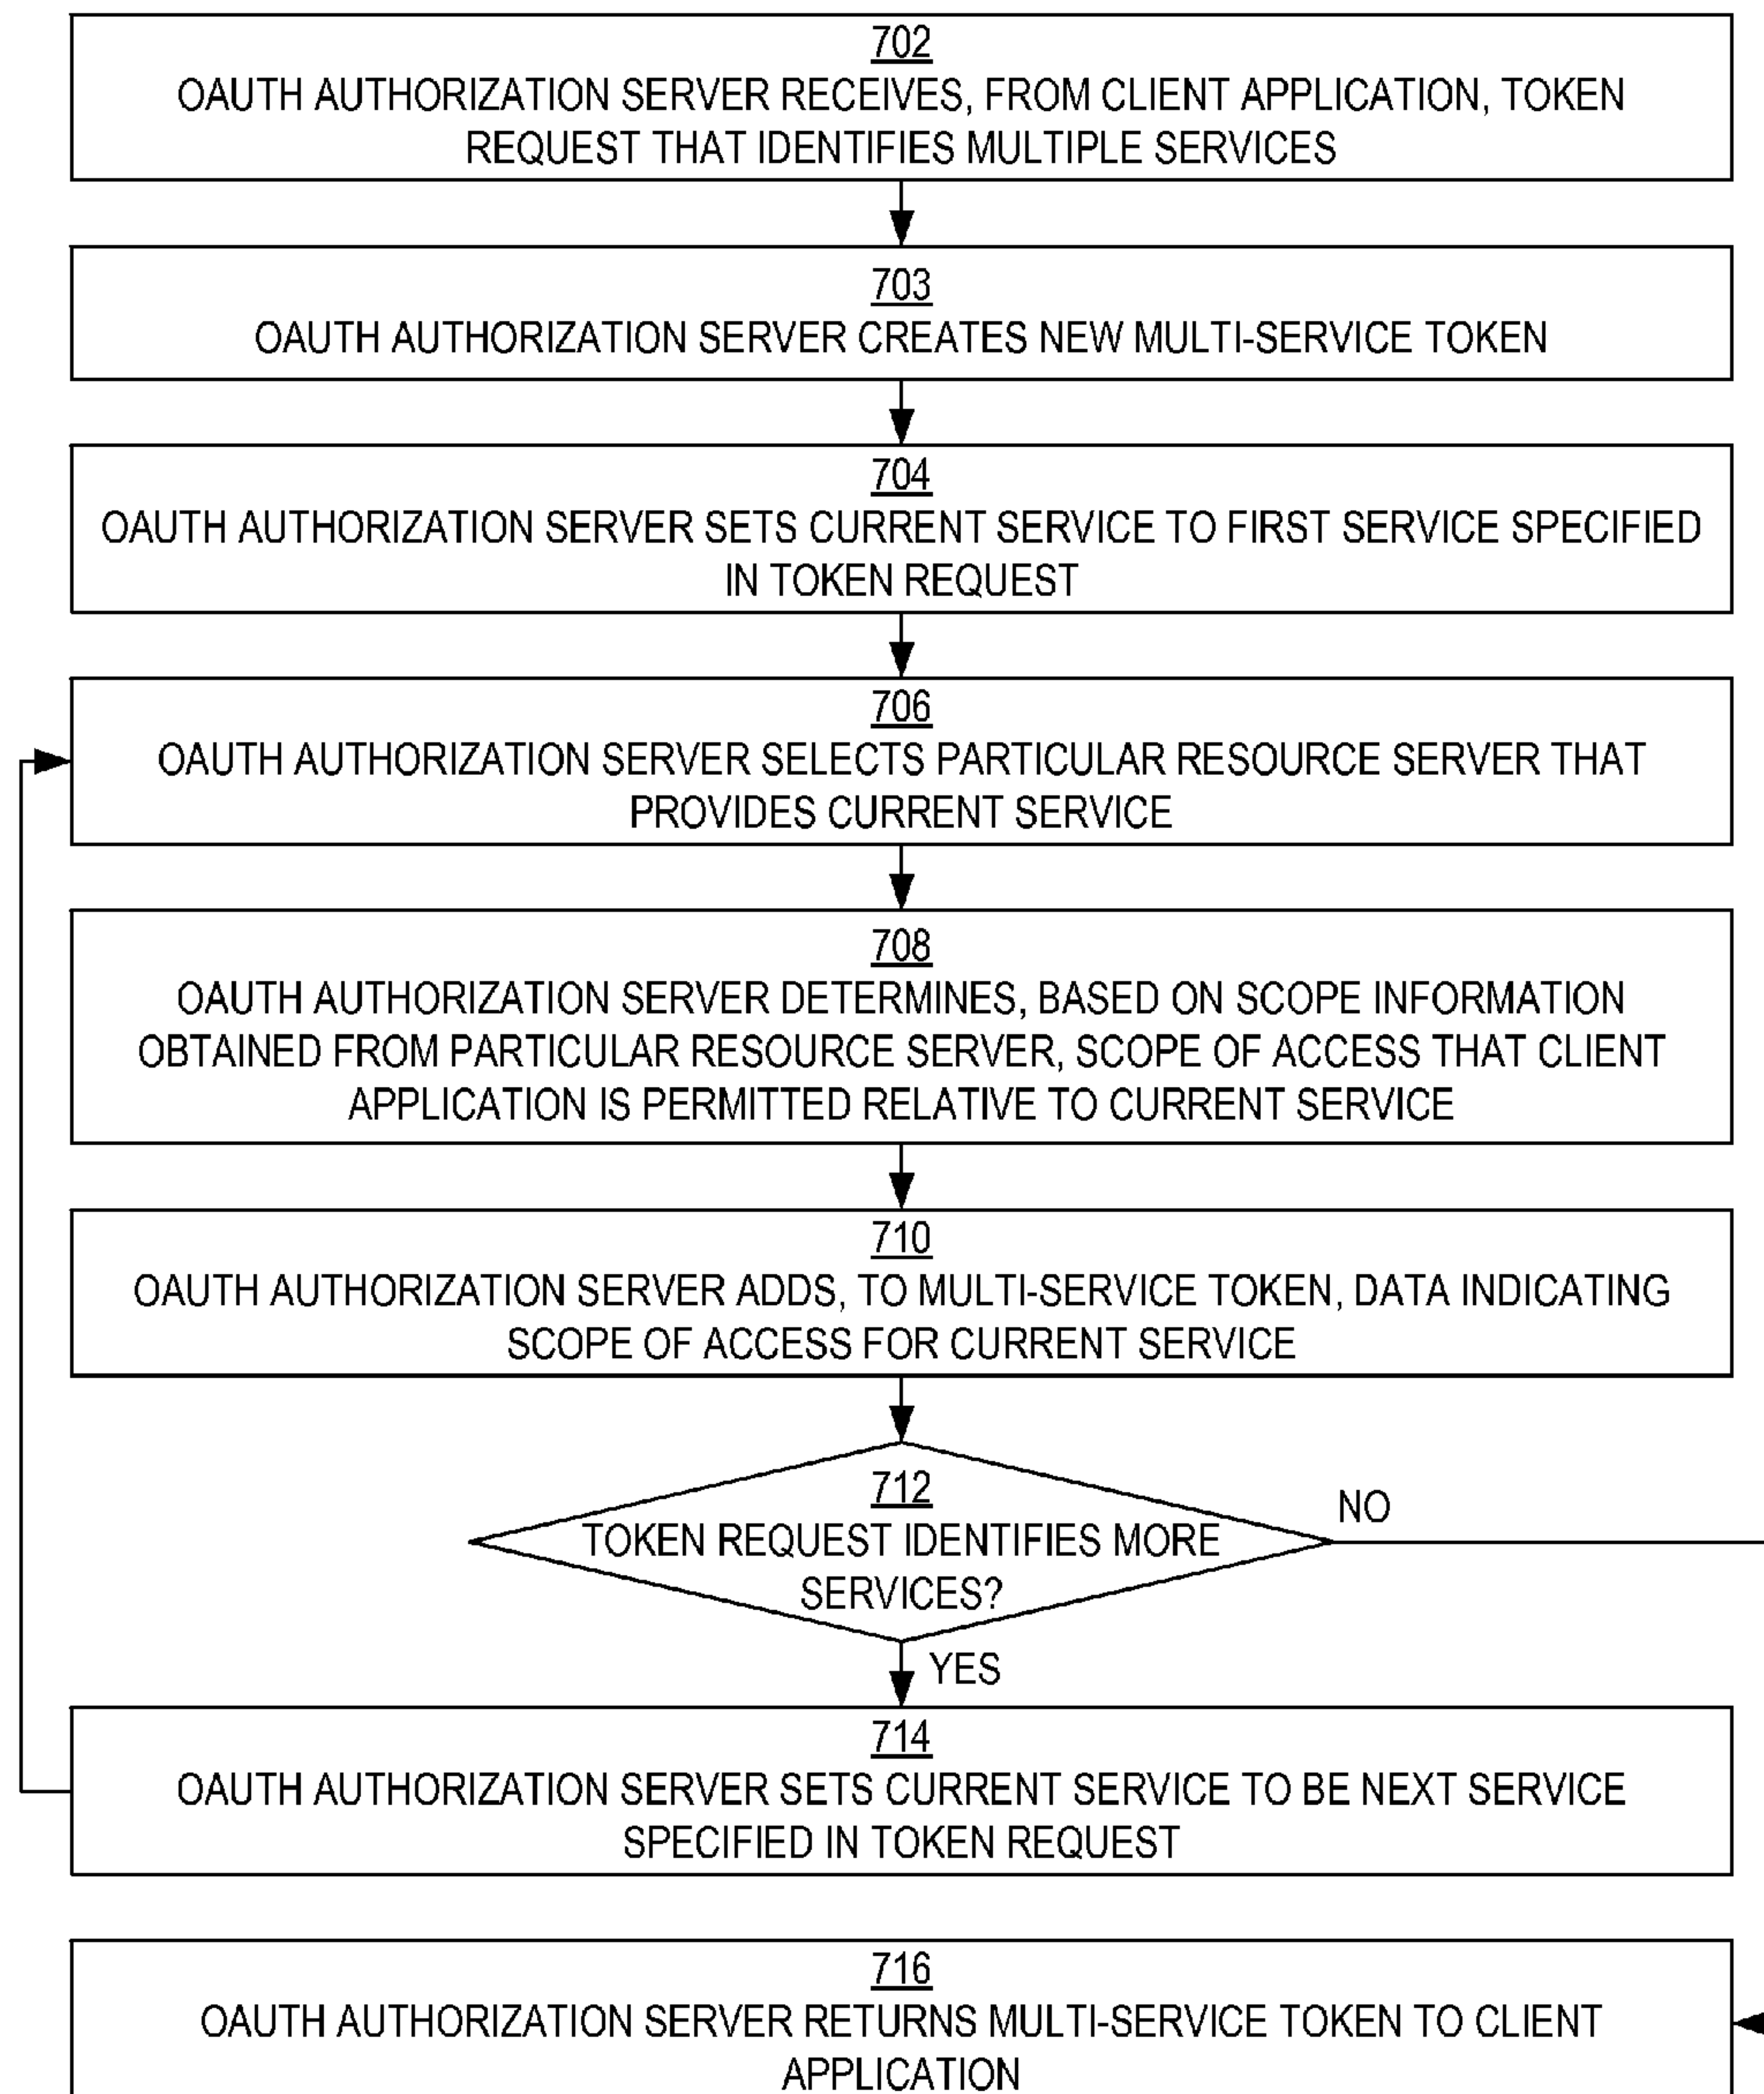 702
OAUTH AUTHORIZATION SERVER RECEIVES, FROM CLIENT APPLICATION, TOKEN
REQUEST THAT IDENTIFIES MULTIPLE SERVICES
703
OAUTH AUTHORIZATION SERVER CREATES NEW MULTI-SERVICE TOKEN
704
OAUTH AUTHORIZATION SERVER SETS CURRENT SERVICE TO FIRST SERVICE SPECIFIED
IN TOKEN REQUEST
706
OAUTH AUTHORIZATION SERVER SELECTS PARTICULAR RESOURCE SERVER THAT
PROVIDES CURRENT SERVICE
708
OAUTH AUTHORIZATION SERVER DETERMINES, BASED ON SCOPE INFORMATION
OBTAINED FROM PARTICULAR RESOURCE SERVER, SCOPE OF ACCESS THAT CLIENT
APPLICATION IS PERMITTED RELATIVE TO CURRENT SERVICE
710
OAUTH AUTHORIZATION SERVER ADDS, TO MULTI-SERVICE TOKEN, DATA INDICATING
SCOPE OF ACCESS FOR CURRENT SERVICE
712
TOKEN REQUEST IDENTIFIES MORE
SERVICES?
NO
YES
714
OAUTH AUTHORIZATION SERVER SETS CURRENT SERVICE TO BE NEXT SERVICE
SPECIFIED IN TOKEN REQUEST
716
OAUTH AUTHORIZATION SERVER RETURNS MULTI-SERVICE TOKEN TO CLIENT
APPLICATION